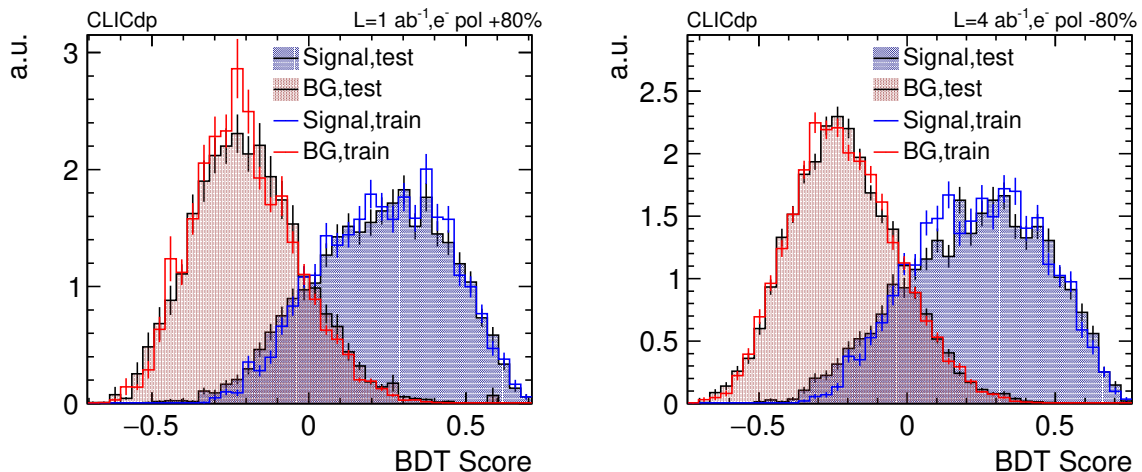 CLICdp L=1 ab⁻¹,e⁻ pol +80%
a.u.
3
2
1
0
Signal,test
BG,test
Signal,train
BG,train
−0.5 0 0.5
BDT Score
CLICdp L=4 ab⁻¹,e⁻ pol -80%
a.u.
2.5
2
1.5
1
0.5
0
Signal,test
BG,test
Signal,train
BG,train
−0.5 0 0.5
BDT Score